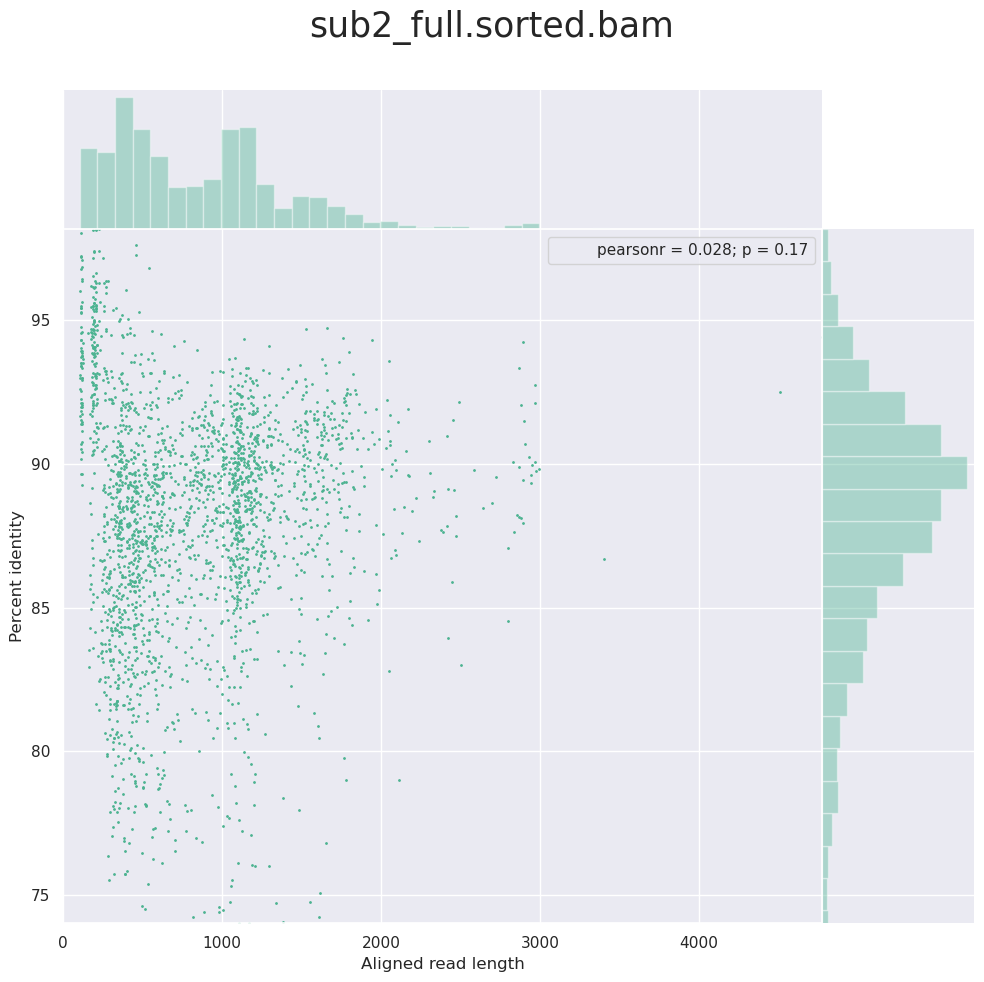 sub2_full.sorted.bam
pearsonr = 0.028; p = 0.17
95
90
85
80
75
Percent identity
0 1000 2000 3000 4000
Aligned read length